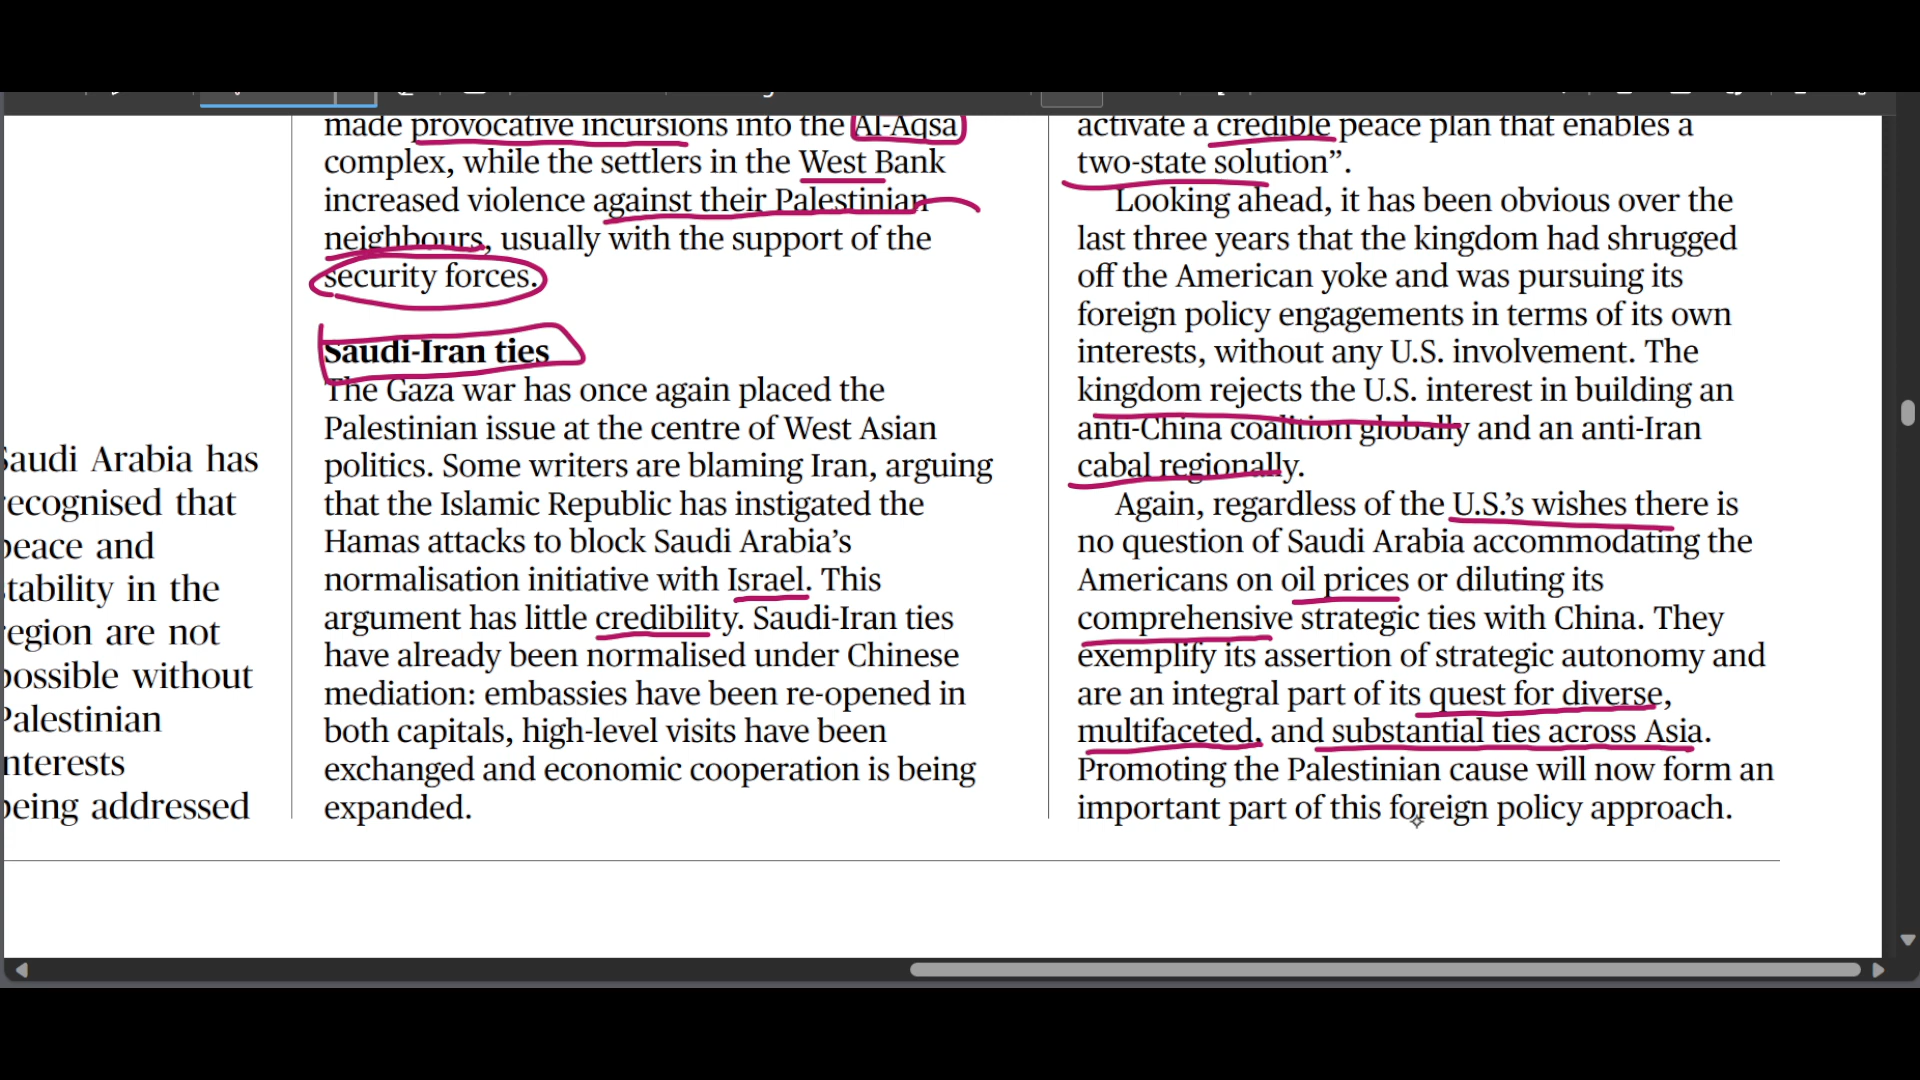 Saudi Arabia has
recognised that
peace and
stability in the
region are not
possible without
Palestinian
interests
being addressed
made provocative incursions into the Al-Aqsa
complex, while the settlers in the West Bank
increased violence against their Palestinian
neighbours, usually with the support of the
security forces.
Saudi-Iran ties
The Gaza war has once again placed the
Palestinian issue at the centre of West Asian
politics. Some writers are blaming Iran, arguing
that the Islamic Republic has instigated the
Hamas attacks to block Saudi Arabia’s
normalisation initiative with Israel. This
argument has little credibility. Saudi-Iran ties
have already been normalised under Chinese
mediation: embassies have been re-opened in
both capitals, high-level visits have been
exchanged and economic cooperation is being
expanded.
activate a credible peace plan that enables a
two-state solution”.
Looking ahead, it has been obvious over the
last three years that the kingdom had shrugged
off the American yoke and was pursuing its
foreign policy engagements in terms of its own
interests, without any U.S. involvement. The
kingdom rejects the U.S. interest in building an
anti-China coalition globally and an anti-Iran
cabal regionally.
Again, regardless of the U.S.’s wishes there is
no question of Saudi Arabia accommodating the
Americans on oil prices or diluting its
comprehensive strategic ties with China. They
exemplify its assertion of strategic autonomy and
are an integral part of its quest for diverse,
multifaceted, and substantial ties across Asia.
Promoting the Palestinian cause will now form an
important part of this foreign policy approach.